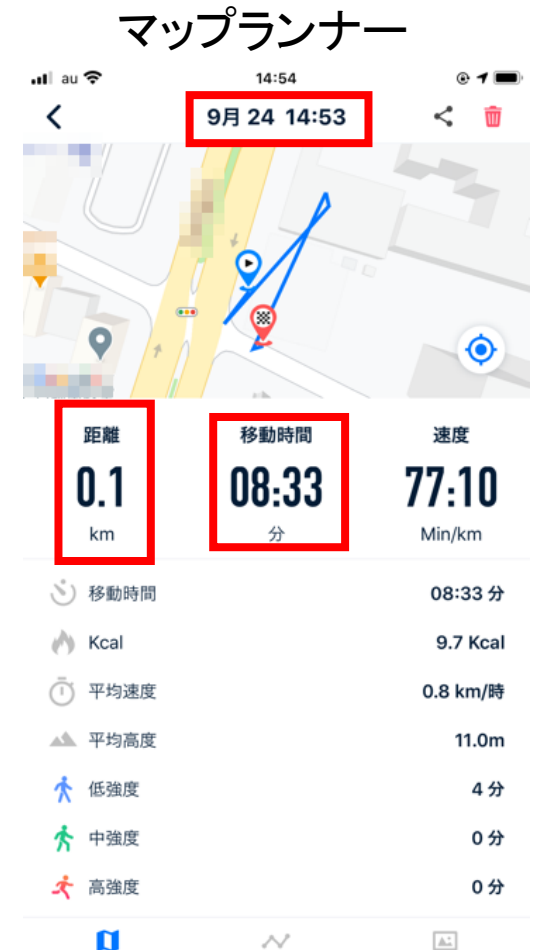 マップランナー
au 14:54
9月 24 14:53
距離 移動時間 速度
0.1 08:33 77:10
km 分 Min/km
移動時間 08:33 分
Kcal 9.7 Kcal
平均速度 0.8 km/時
平均高度 11.0m
低強度 4 分
中強度 0 分
高強度 0 分